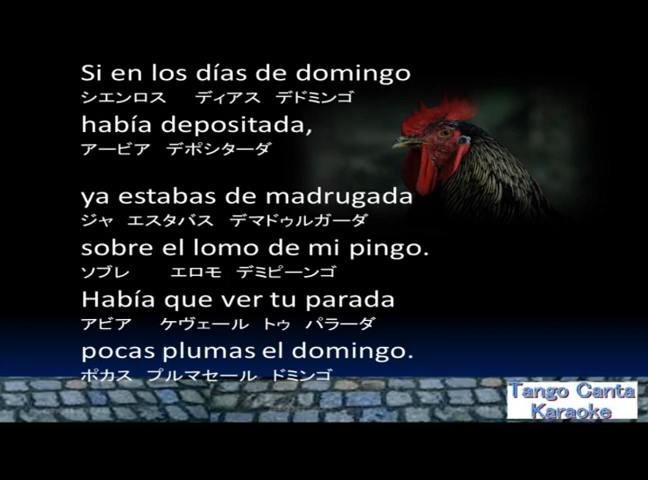 Si en los días de domingo
シエンロス ディアス デドミンゴ
había depositada,
アービア デポシターダ
ya estabas de madrugada
ジャ エスタバス デマドゥルガーダ
sobre el lomo de mi pingo.
ソブレ エロモ デミピーンゴ
Había que ver tu parada
アビア ケヴェール トゥ パラーダ
pocas plumas el domingo.
ポカス プルマセール ドミンゴ
Tango Canta
Karaoke